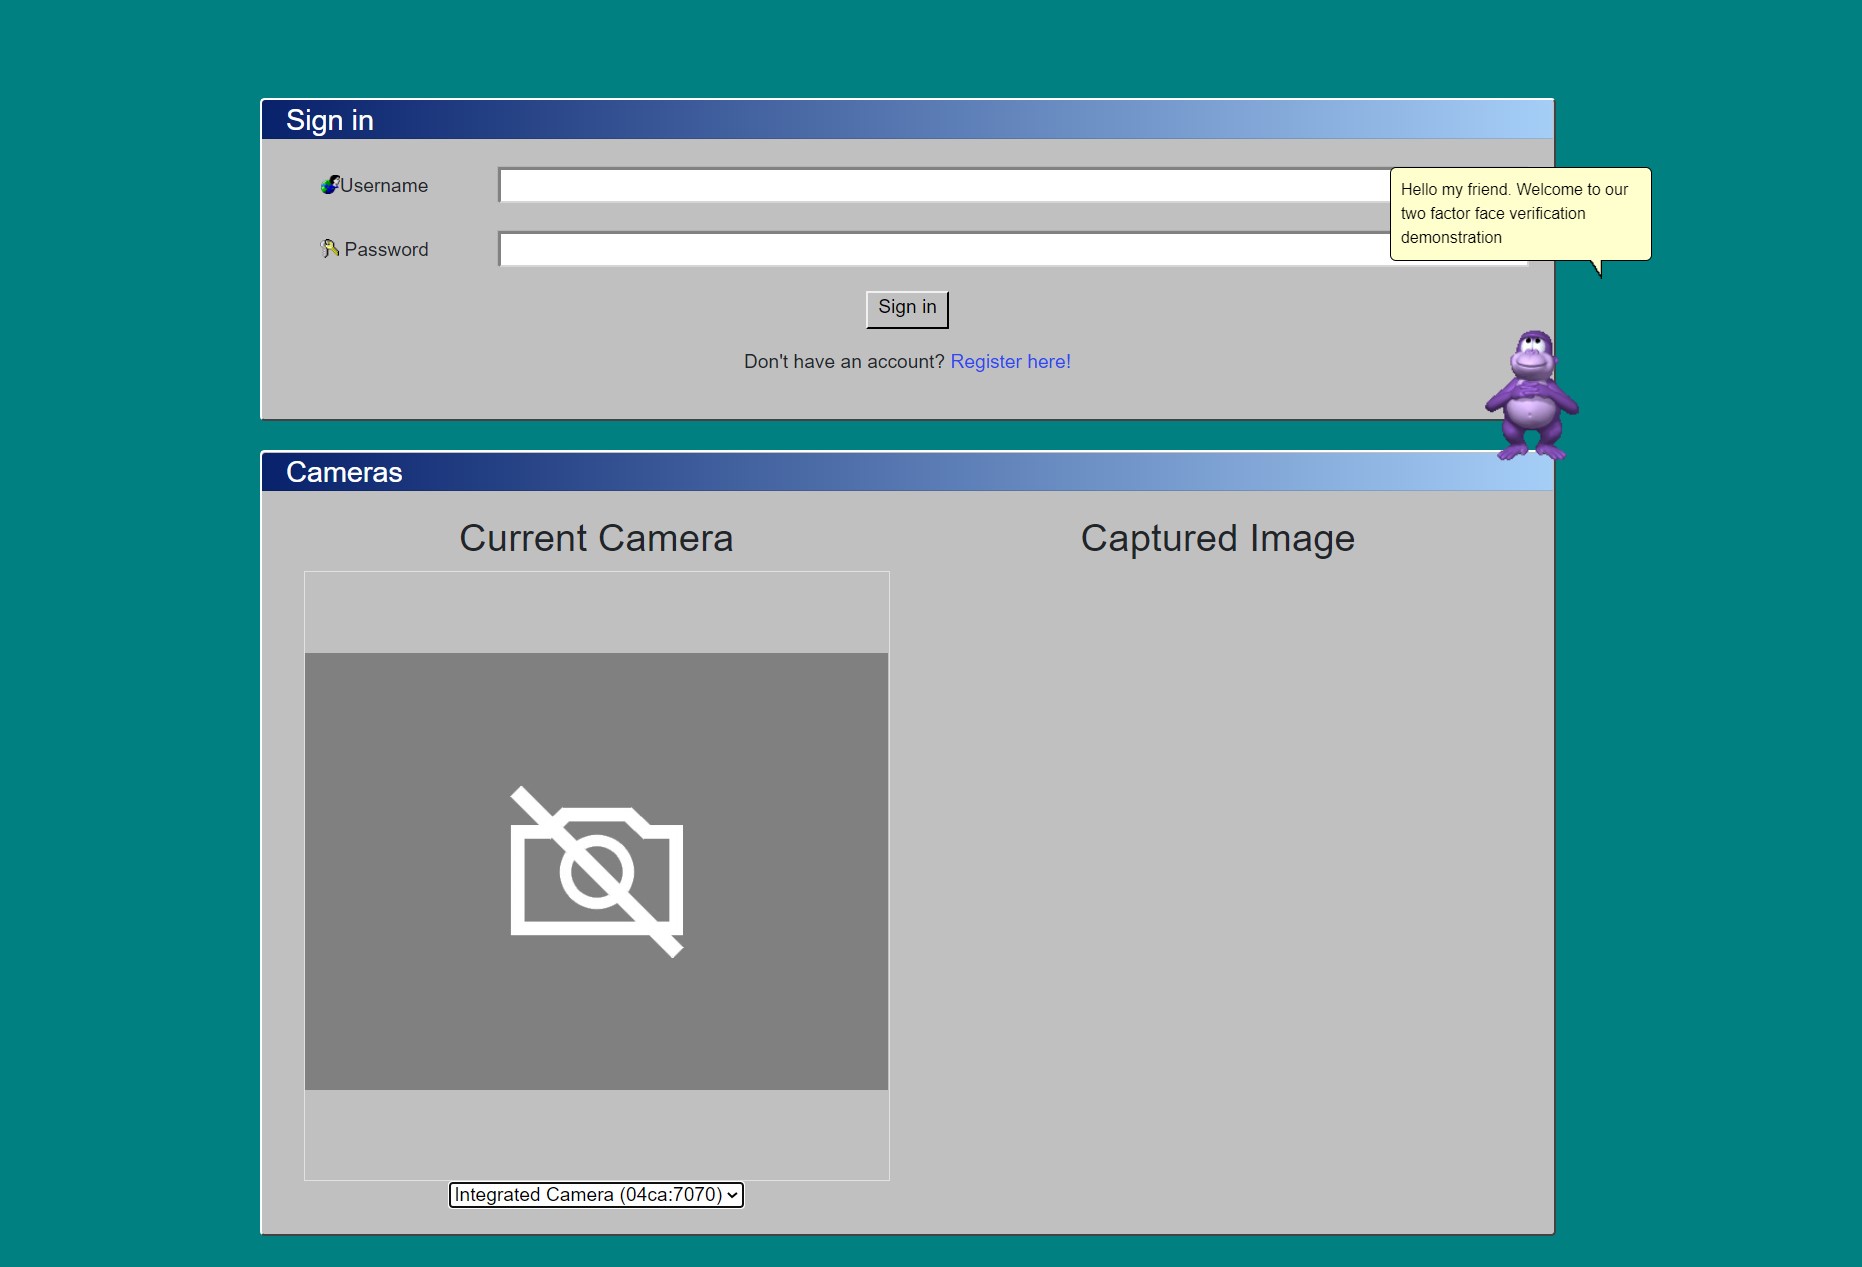 Sign in
Username
Hello my friend. Welcome to our
two factor face verification
demonstration
Password
Sign in
Don't have an account? Register here!
Cameras
Current Camera
Captured Image
Integrated Camera (04ca:7070)